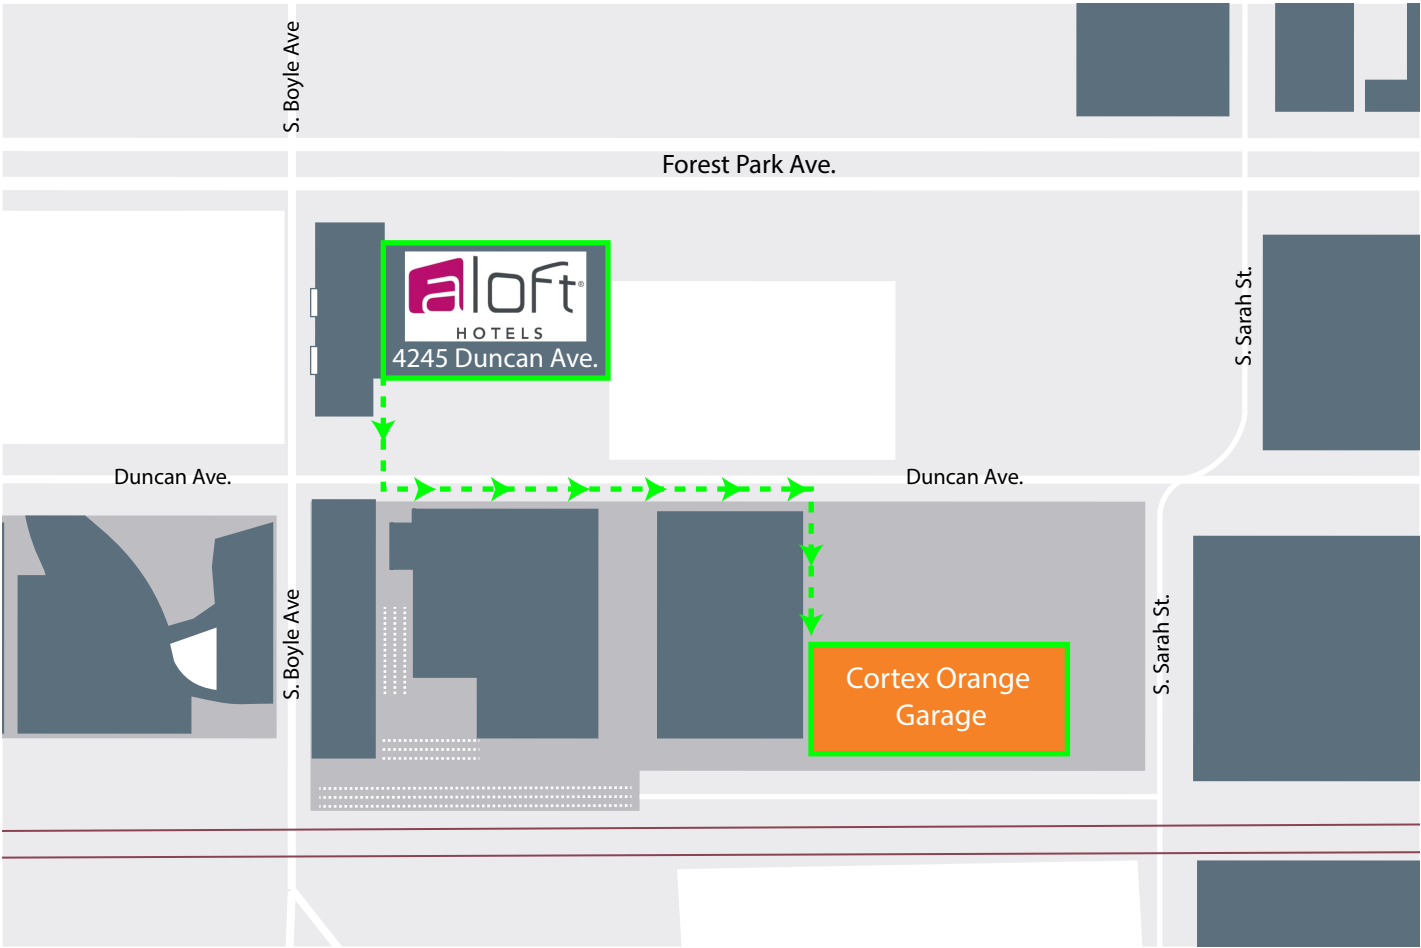 S. Boyle Ave
Forest Park Ave.
aloft®
HOTELS
4245 Duncan Ave.
S. Sarah St.
Duncan Ave.
Duncan Ave.
S. Boyle Ave
S. Sarah St.
Cortex Orange
Garage